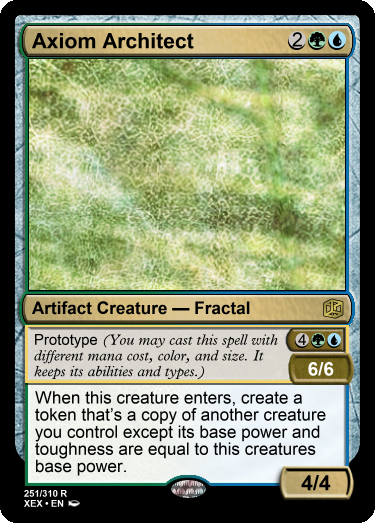 Axiom Architect 2
Artifact Creature — Fractal
Prototype (You may cast this spell with 4
different mana cost, color, and size. It
keeps its abilities and types.) 6/6
When this creature enters, create a
token that's a copy of another creature
you control except its base power and
toughness are equal to this creatures
base power.
4/4
251/310 R
XEX • EN